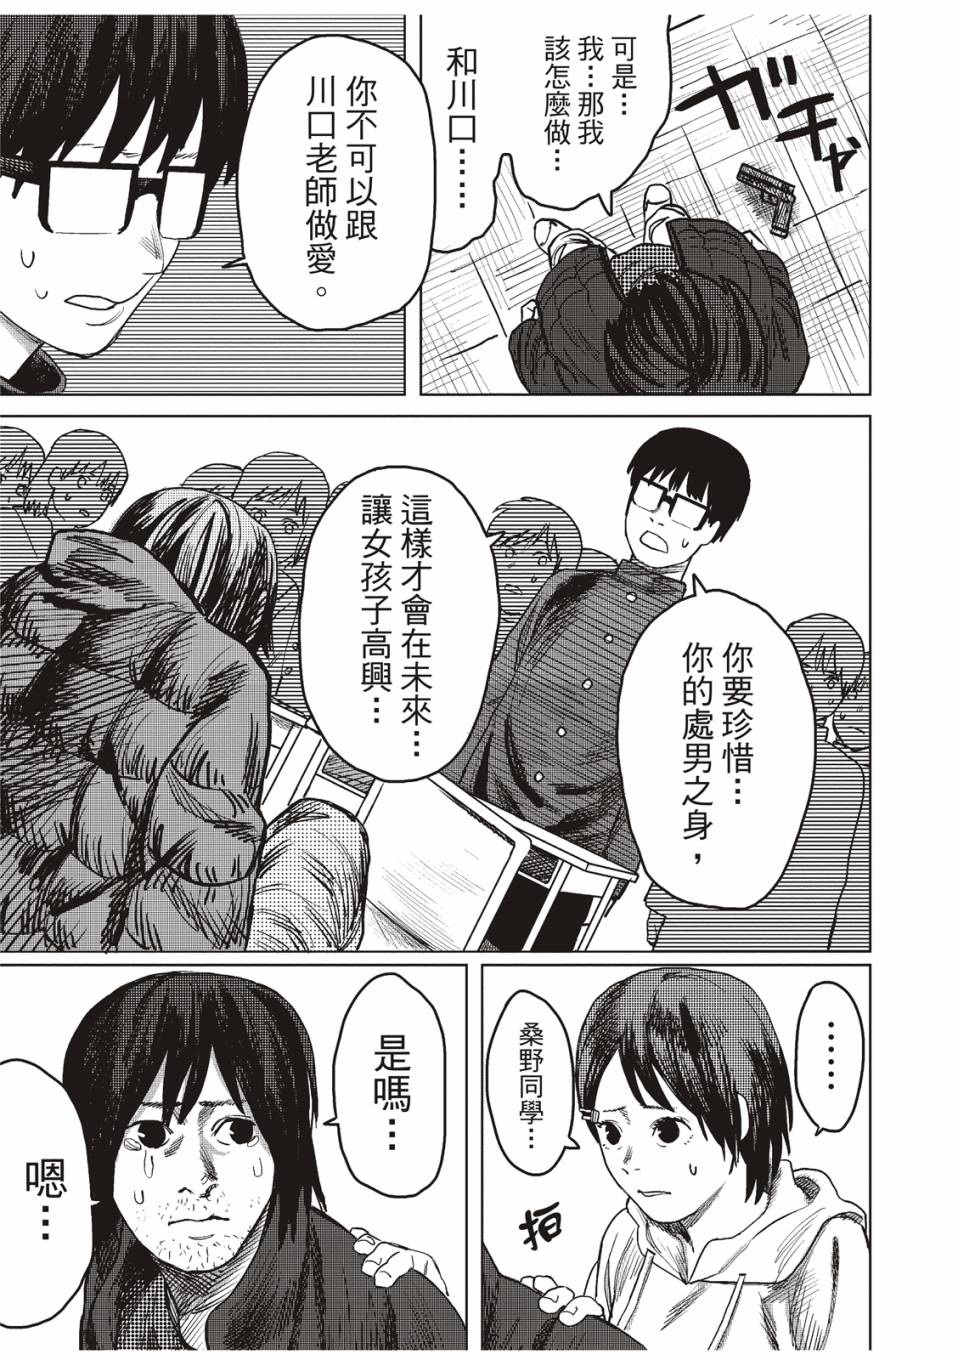 可是…
我…那我
該怎麼做…
和川口……
ガチャ
你不可以跟
川口老師做愛。
你要珍惜…
你的處男之身，
這樣才會在未來…
讓女孩子高興…
……
桑野同學…
拍
是嗎…
嗯…